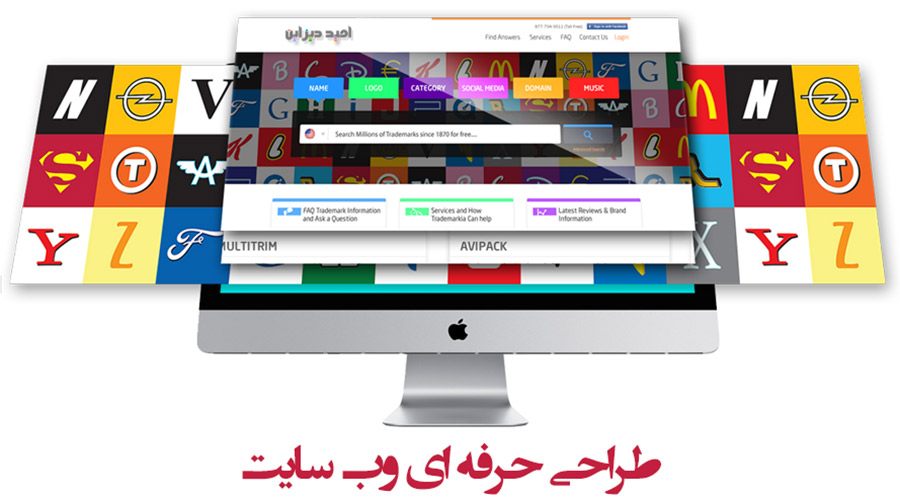 امید دیزاین
877-794-9511 (Toll Free)
Sign in with Facebook
Find Answers Services FAQ Contact Us Login
NAME LOGO CATEGORY SOCIAL MEDIA DOMAIN MUSIC
Search Millions of Trademarks since 1870 for free....
Advanced Search
FAQ Trademark Information
and Ask a Question
Services and How
Trademarkia Can help
Latest Reviews & Brand
Information
MULTITRIM AVIPACK
N V
T
Y Z F X Y Z
طراحی حرفه ای وب سایت